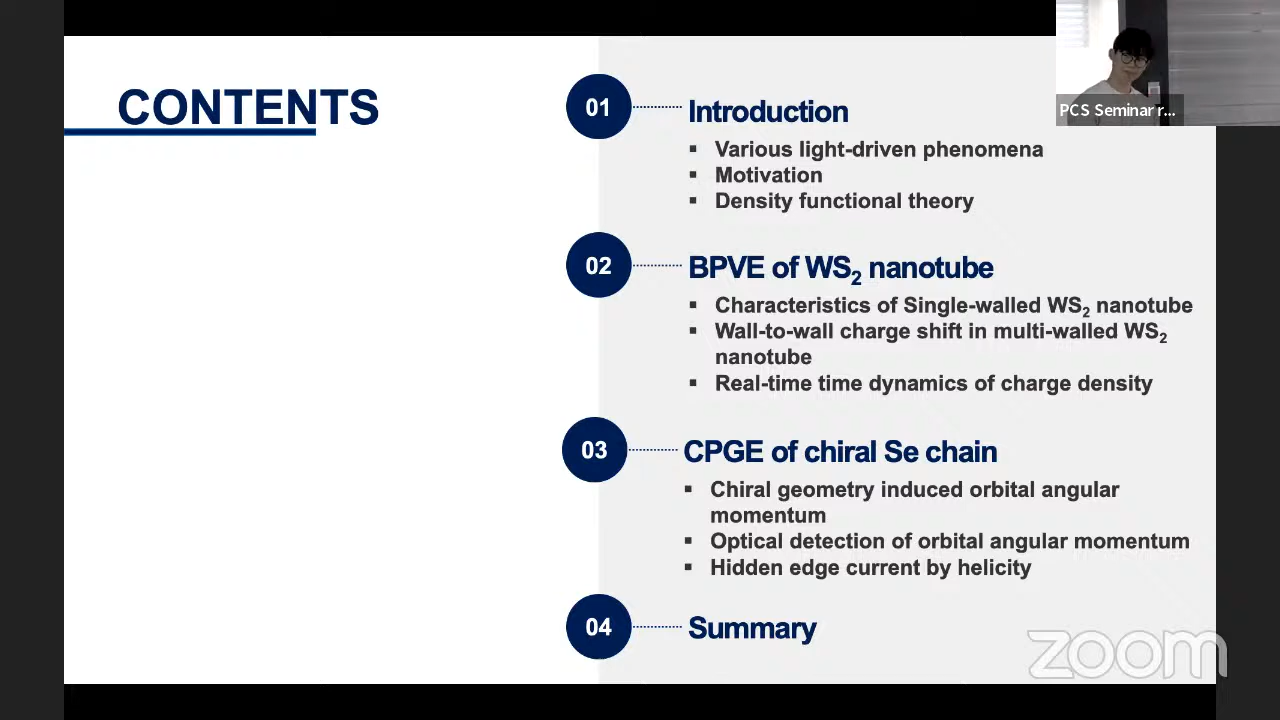 CONTENTS
01
Introduction
▪ Various light-driven phenomena
▪ Motivation
▪ Density functional theory
02
BPVE of WS₂ nanotube
▪ Characteristics of Single-walled WS₂ nanotube
▪ Wall-to-wall charge shift in multi-walled WS₂
nanotube
▪ Real-time time dynamics of charge density
03
CPGE of chiral Se chain
▪ Chiral geometry induced orbital angular
momentum
▪ Optical detection of orbital angular momentum
▪ Hidden edge current by helicity
04
Summary
PCS Seminar r...
zoom